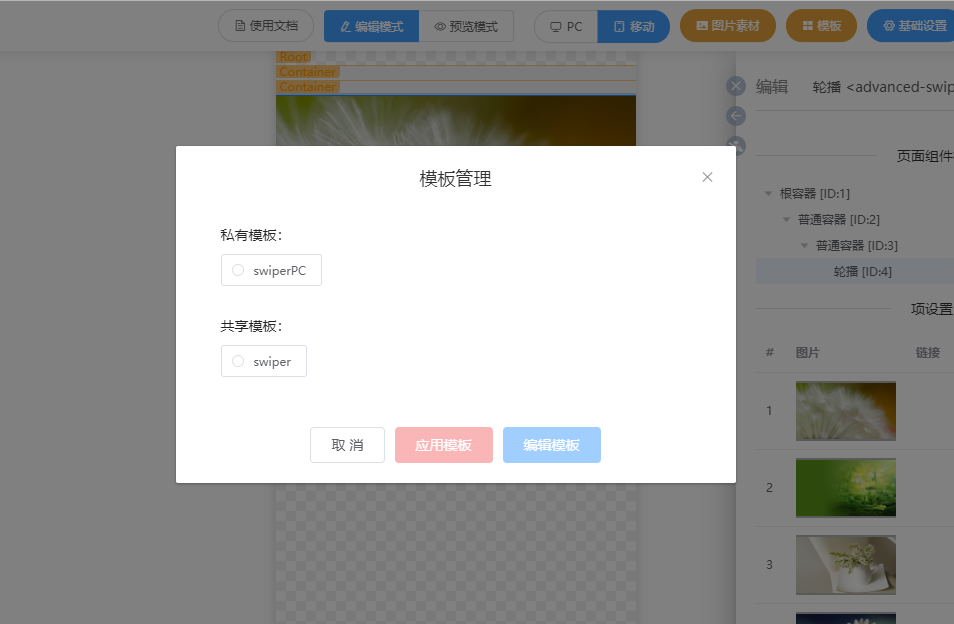 使用文档 编辑模式 预览模式 PC 移动 图片素材 模板 基础设置
Root
Container
Container
编辑 轮播 <advanced-swip
页面组件
根容器 [ID:1]
普通容器 [ID:2]
普通容器 [ID:3]
轮播 [ID:4]
项设置
# 图片 链接
1
2
3
模板管理
私有模板：
swiperPC
共享模板：
swiper
取 消 应用模板 编辑模板